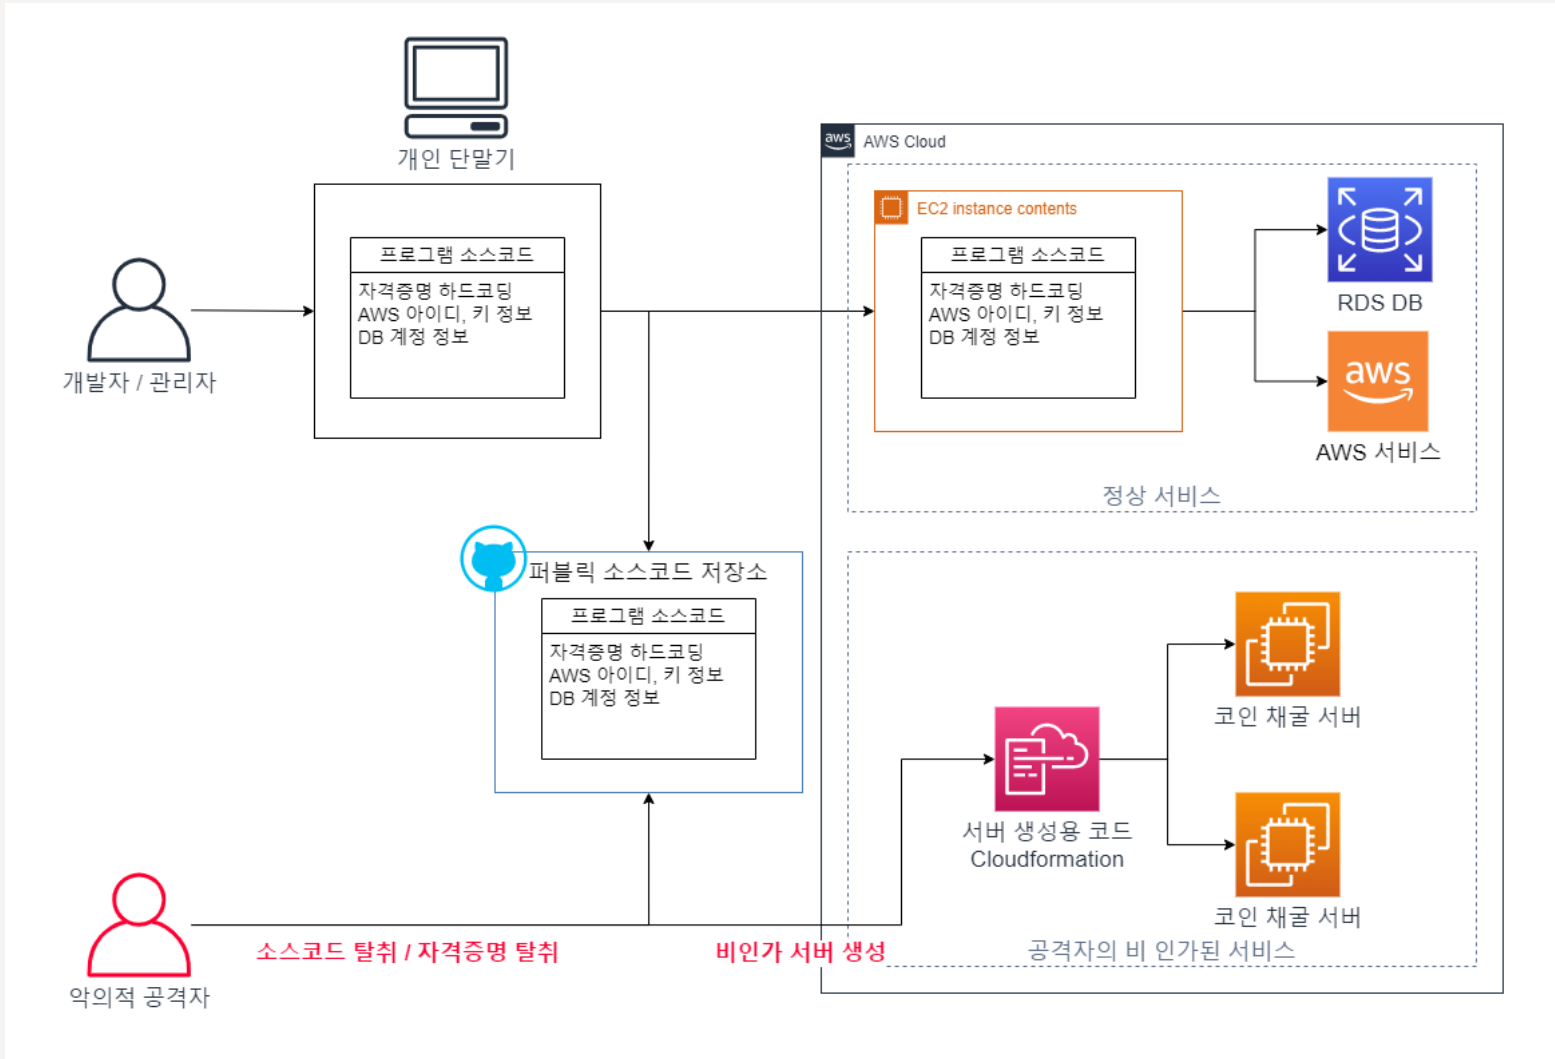 개인 단말기
aws
AWS Cloud
EC2 instance contents
프로그램 소스코드
자격증명 하드코딩
AWS 아이디, 키 정보
DB 계정 정보
프로그램 소스코드
자격증명 하드코딩
AWS 아이디, 키 정보
DB 계정 정보
RDS DB
개발자 / 관리자
aws
AWS 서비스
정상 서비스
퍼블릭 소스코드 저장소
프로그램 소스코드
자격증명 하드코딩
AWS 아이디, 키 정보
DB 계정 정보
코인 채굴 서버
서버 생성용 코드
Cloudformation
코인 채굴 서버
소스코드 탈취 / 자격증명 탈취
비인가 서버 생성
공격자의 비 인가된 서비스
악의적 공격자